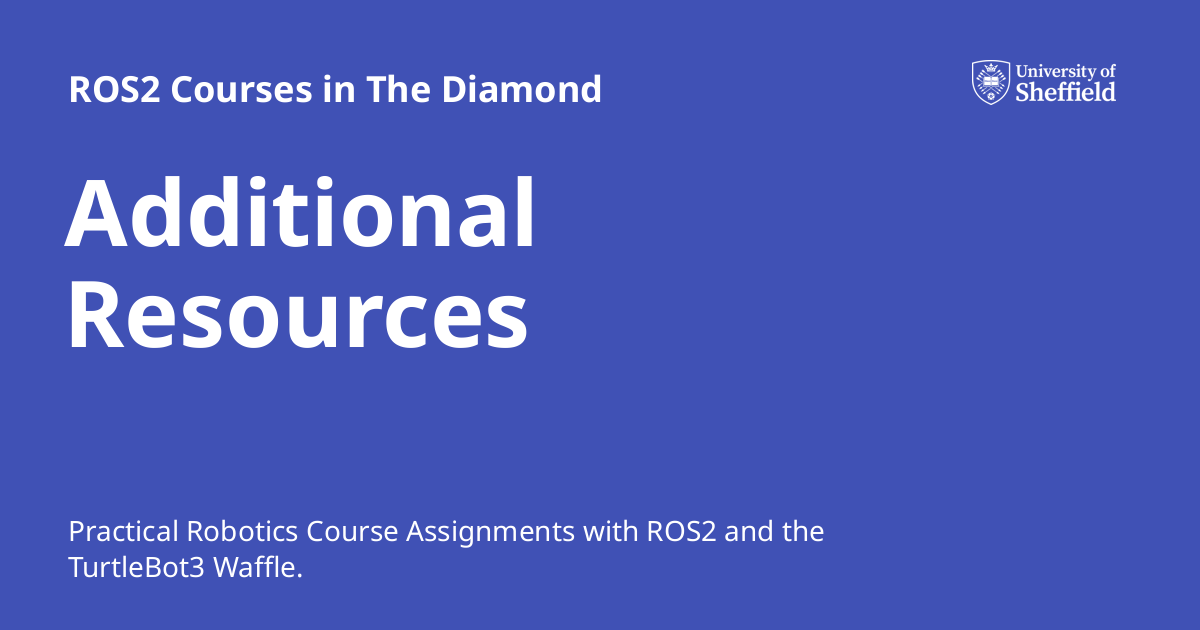 ROS2 Courses in The Diamond
University of
Sheffield
Additional
Resources
Practical Robotics Course Assignments with ROS2 and the
TurtleBot3 Waffle.